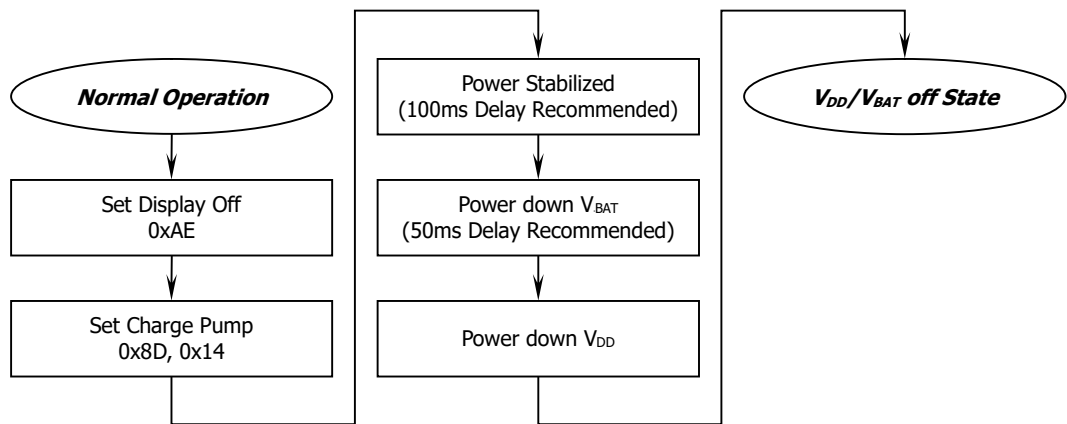 Normal Operation
Set Display Off
0xAE
Set Charge Pump
0x8D, 0x14
Power Stabilized
(100ms Delay Recommended)
Power down VBAT
(50ms Delay Recommended)
Power down VDD
VDD/VBAT off State